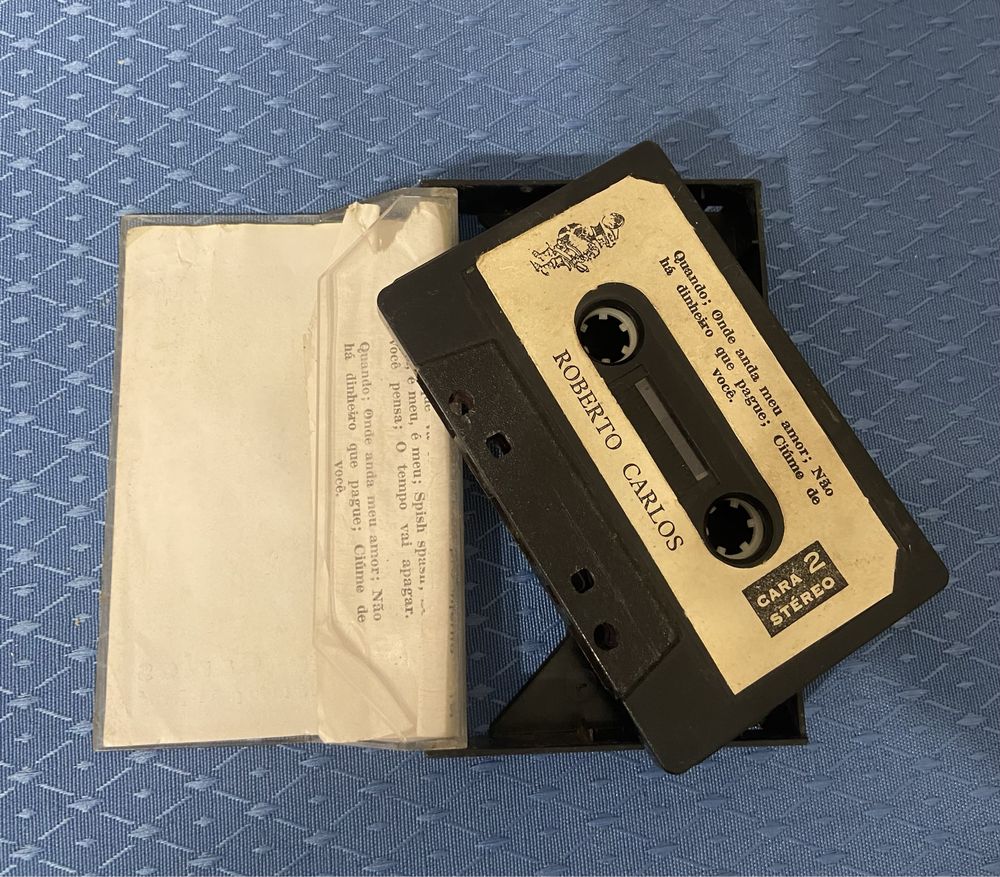 é meu, é meu; Spish
você pensa; O tempo vai apagar.
Quando; Onde anda meu amor; Não
há dinheiro que pague; Ciúme de
você.
Quando; Onde anda meu amor; Não
há dinheiro que pague; Ciúme de
você.
ROBERTO CARLOS
CARA 2
STÉREO